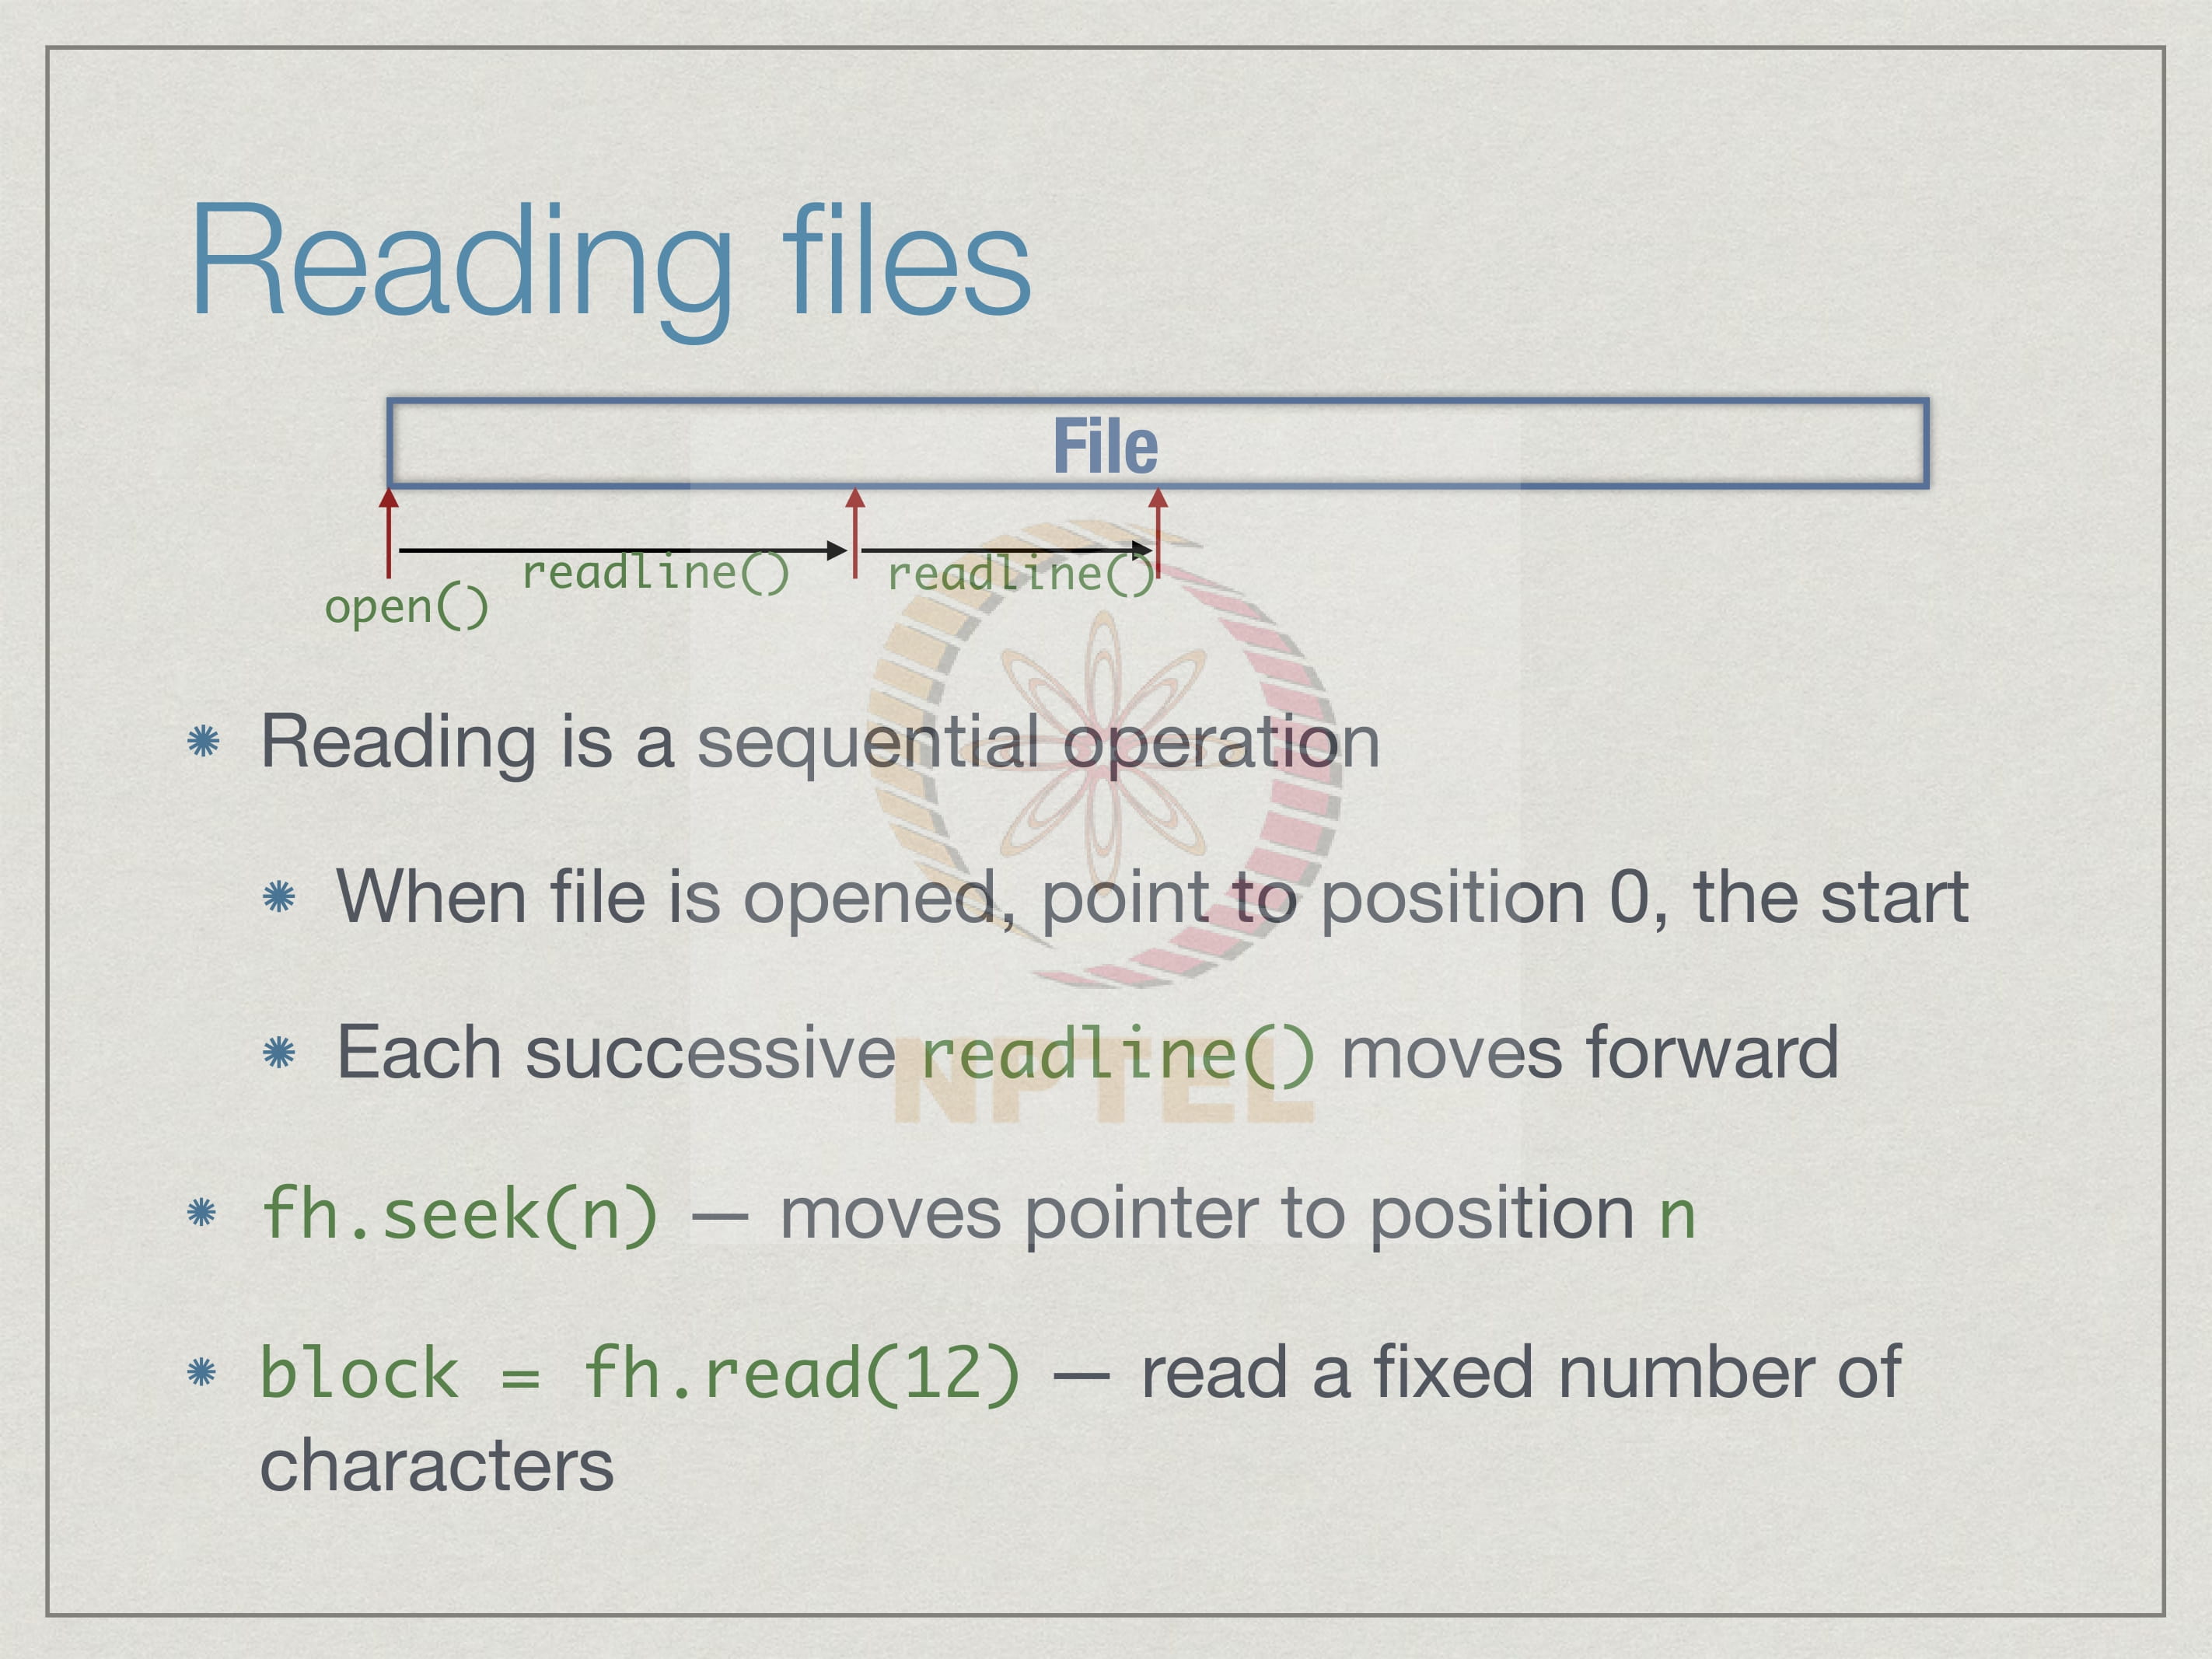 Reading files
File
readline() readline()
open()
Reading is a sequential operation
When file is opened, point to position 0, the start
Each successive readline() moves forward
NPTEL
fh.seek(n) — moves pointer to position n
block = fh.read(12) — read a fixed number of
characters